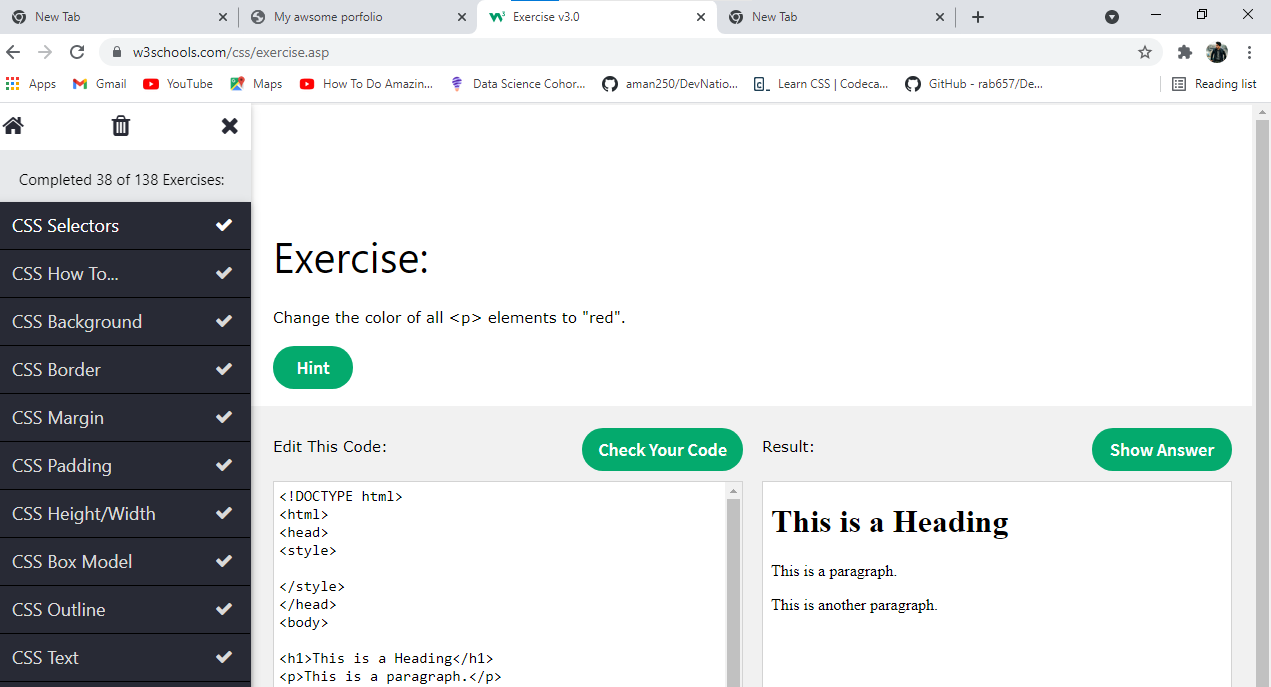 New Tab
My awsome porfolio
Exercise v3.0
New Tab
w3schools.com/css/exercise.asp
Apps
Gmail
YouTube
Maps
How To Do Amazin...
Data Science Cohor...
aman250/DevNatio...
Learn CSS | Codeca...
GitHub - rab657/De...
Reading list
Completed 38 of 138 Exercises:
CSS Selectors
CSS How To...
CSS Background
CSS Border
CSS Margin
CSS Padding
CSS Height/Width
CSS Box Model
CSS Outline
CSS Text
Exercise:
Change the color of all <p> elements to "red".
Hint
Edit This Code:
Check Your Code
<!DOCTYPE html>
<html>
<head>
<style>
</style>
</head>
<body>
<h1>This is a Heading</h1>
<p>This is a paragraph.</p>
Result:
Show Answer
This is a Heading
This is a paragraph.
This is another paragraph.